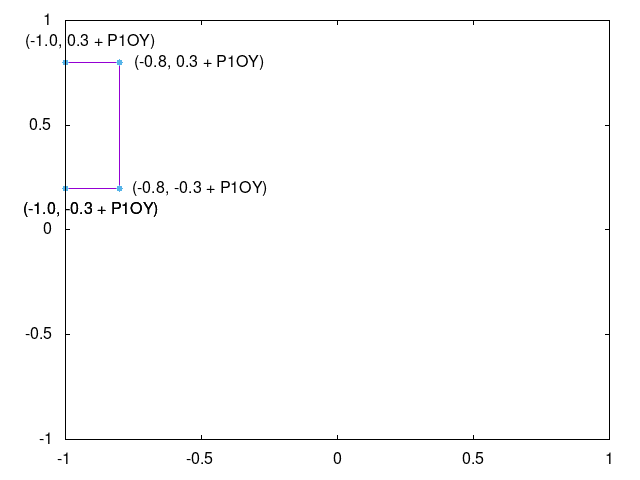 1
(-1.0, 0.3 + P1OY)
(-0.8, 0.3 + P1OY)
0.5
(-0.8, -0.3 + P1OY)
(-1.0, -0.3 + P1OY)
0
-0.5
-1
-1 -0.5 0 0.5 1